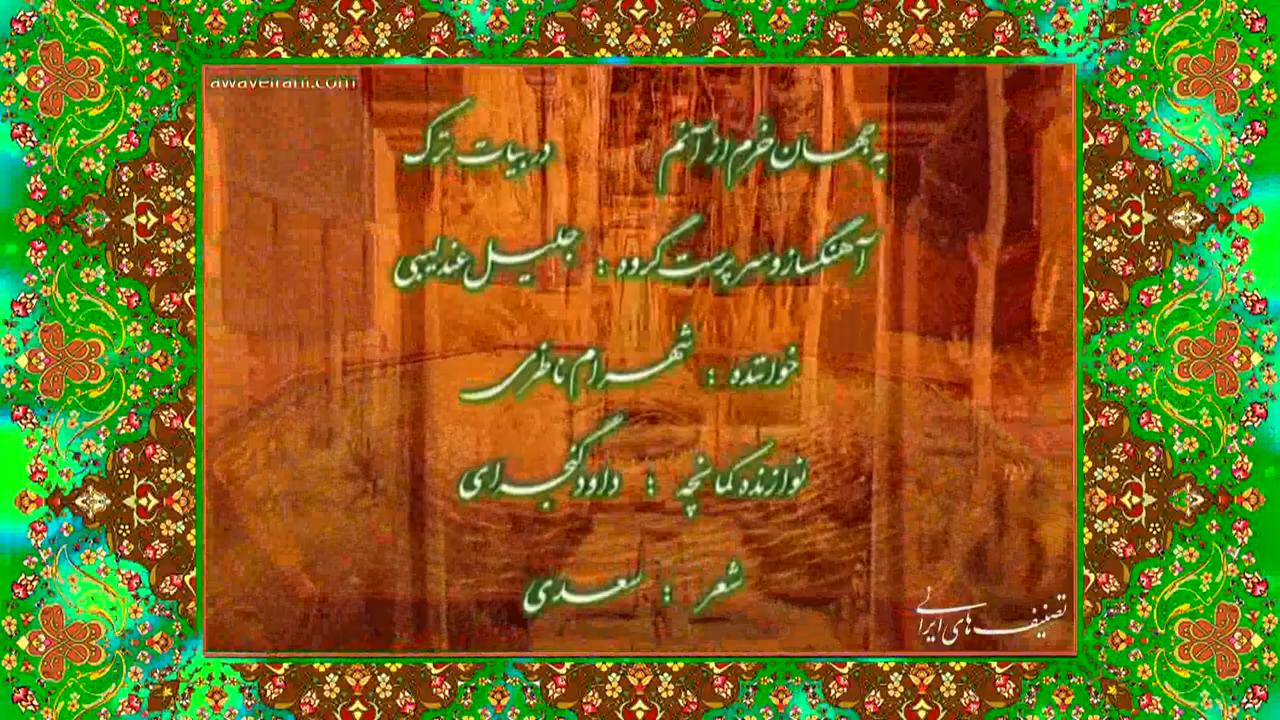 awaveirani.com
به جهان خرم از آنم در بیات ترک
آهنگساز و سرپرست گروه : جلیل عندلیبی
خواننده : شهرام ناظری
نوازنده کمانچه : داود گنجه ای
شعر : سعدی
تصنیف های ایرانی